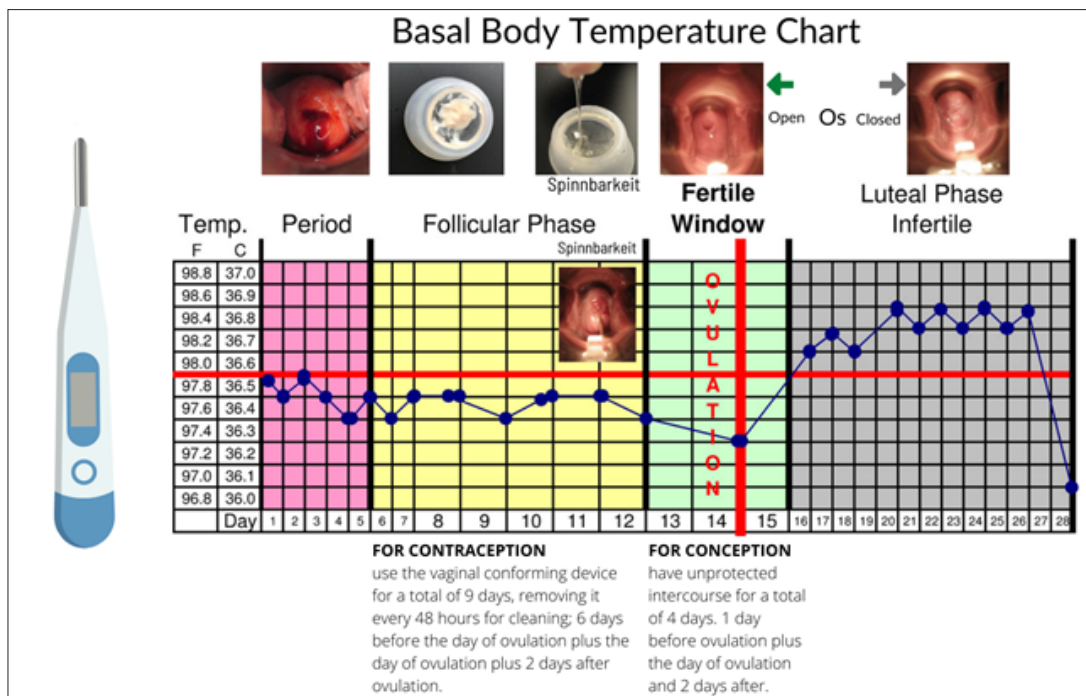 Basal Body Temperature Chart
Open Os Closed
Spinnbarkeit
Fertile
Window
Luteal Phase
Infertile
Temp. Period Follicular Phase
F C
Spinnbarkeit
98.8 37.0
98.6 36.9
98.4 36.8
98.2 36.7
98.0 36.6
97.8 36.5
97.6 36.4
97.4 36.3
97.2 36.2
97.0 36.1
96.8 36.0
OVULATION
Day 1 2 3 4 5 6 7 8 9 10 11 12 13 14 15 16 17 18 19 20 21 22 23 24 25 26 27 28
FOR CONTRACEPTION
use the vaginal conforming device
for a total of 9 days, removing it
every 48 hours for cleaning; 6 days
before the day of ovulation plus the
day of ovulation plus 2 days after
ovulation.
FOR CONCEPTION
have unprotected
intercourse for a total
of 4 days. 1 day
before ovulation plus
the day of ovulation
and 2 days after.